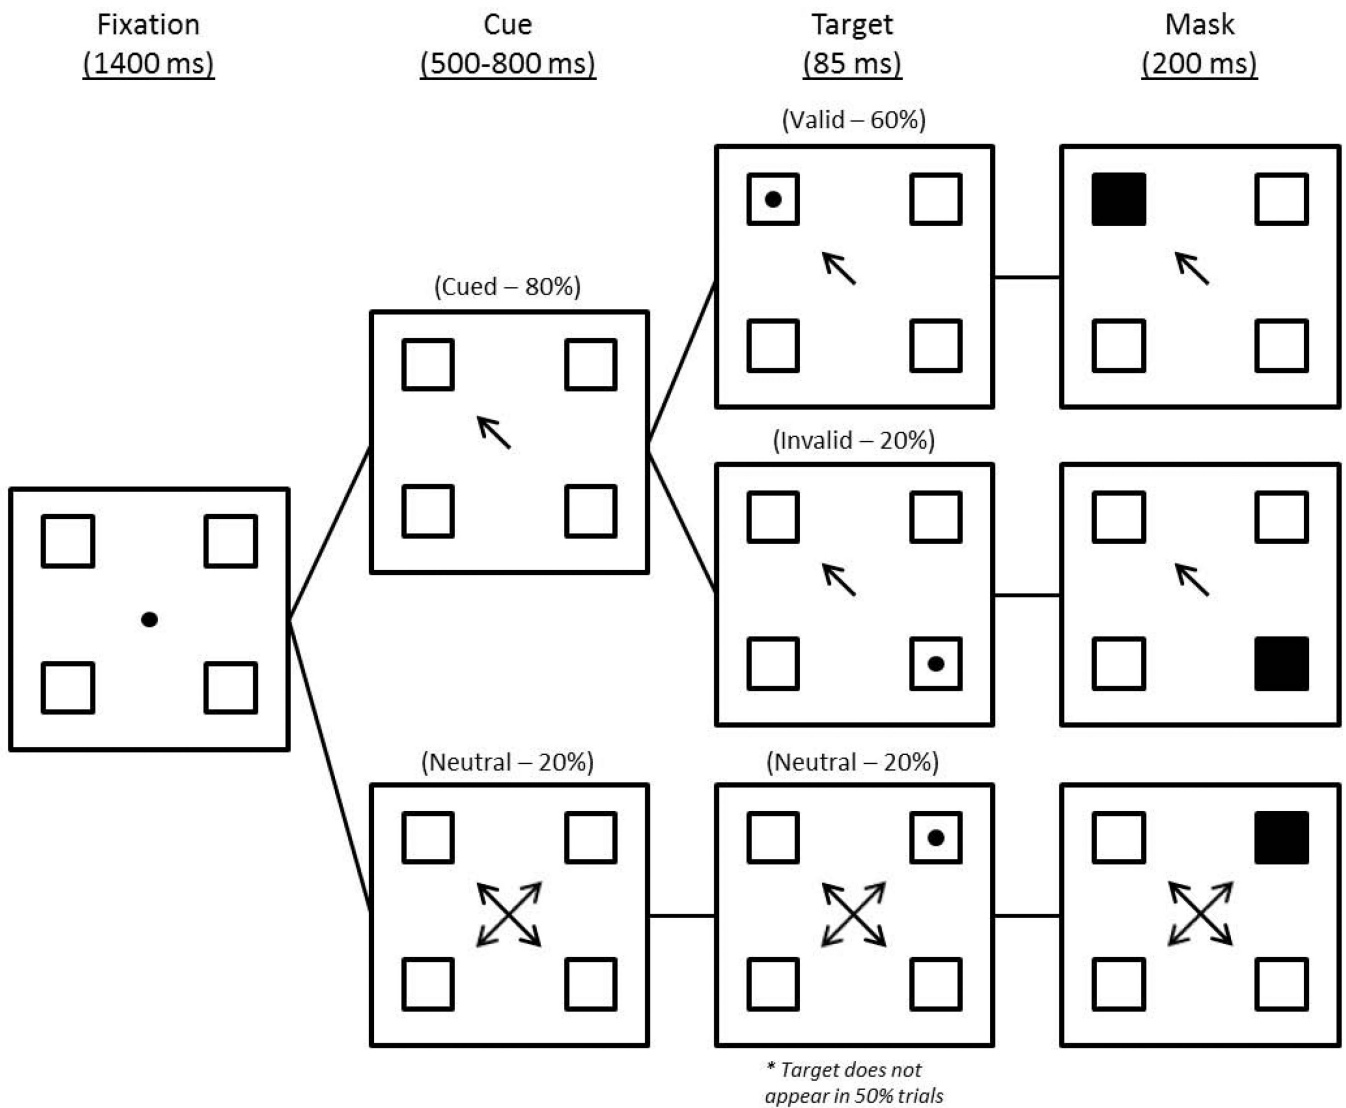 Fixation
(1400 ms)
Cue
(500-800 ms)
Target
(85 ms)
Mask
(200 ms)
(Valid – 60%)
(Cued – 80%)
(Invalid – 20%)
(Neutral – 20%)
(Neutral – 20%)
* Target does not
appear in 50% trials